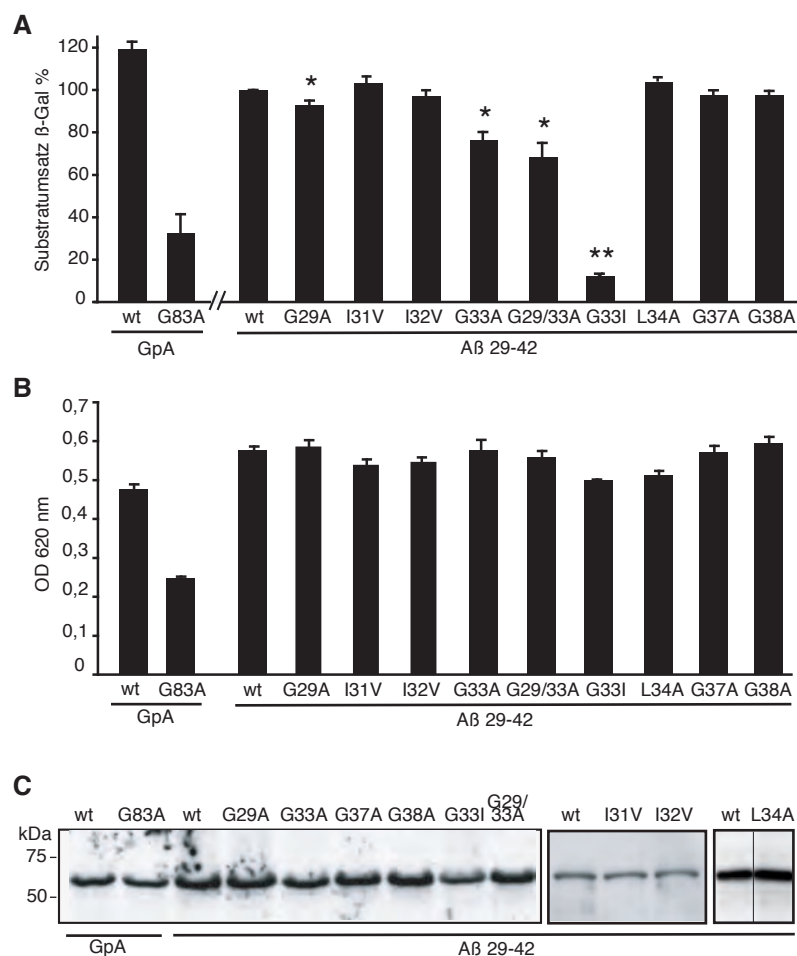 A
120
100
80
60
40
20
0
Substratumsatz ß-Gal %
* * * **
wt G83A // wt G29A I31V I32V G33A G29/33A G33I L34A G37A G38A
GpA Aß 29-42
B
0,7
0,6
0,5
0,4
0,3
0,2
0,1
0
OD 620 nm
wt G83A wt G29A I31V I32V G33A G29/33A G33I L34A G37A G38A
GpA Aß 29-42
C
G29/
wt G83A wt G29A G33A G37A G38A G33I 33A wt I31V I32V wt L34A
kDa
75
50
GpA Aß 29-42